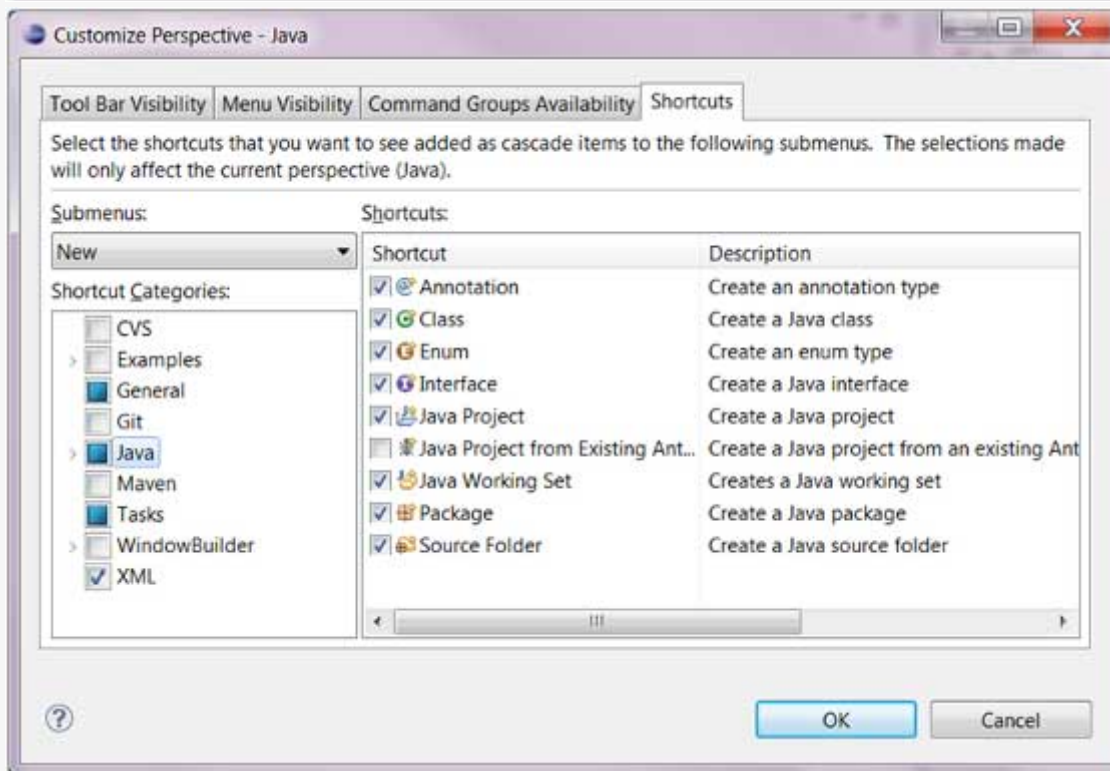 Customize Perspective - Java
Tool Bar Visibility Menu Visibility Command Groups Availability Shortcuts
Select the shortcuts that you want to see added as cascade items to the following submenus. The selections made
will only affect the current perspective (Java).
Submenus:
New
Shortcut Categories:
CVS
Examples
General
Git
Java
Maven
Tasks
WindowBuilder
XML
Shortcuts:
Shortcut Description
Annotation Create an annotation type
Class Create a Java class
Enum Create an enum type
Interface Create a Java interface
Java Project Create a Java project
Java Project from Existing Ant... Create a Java project from an existing Ant
Java Working Set Creates a Java working set
Package Create a Java package
Source Folder Create a Java source folder
OK Cancel